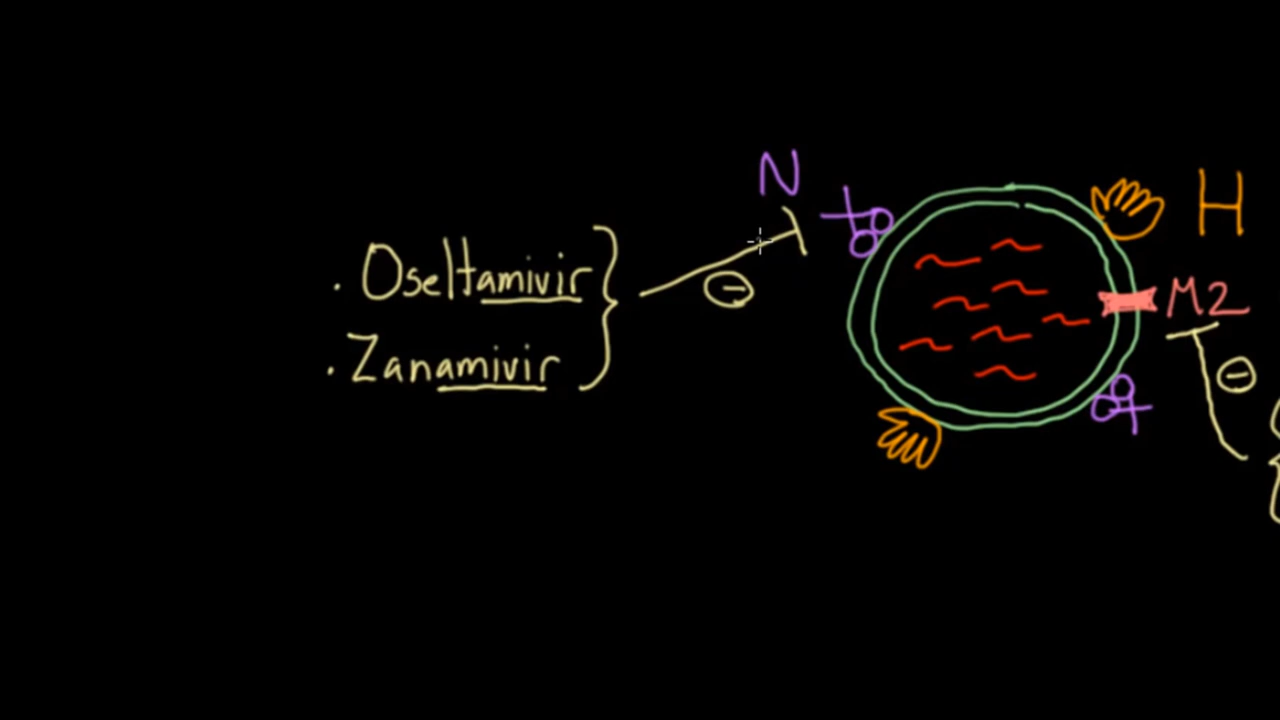 N
H
. Oseltamivir
M2
. Zanamivir